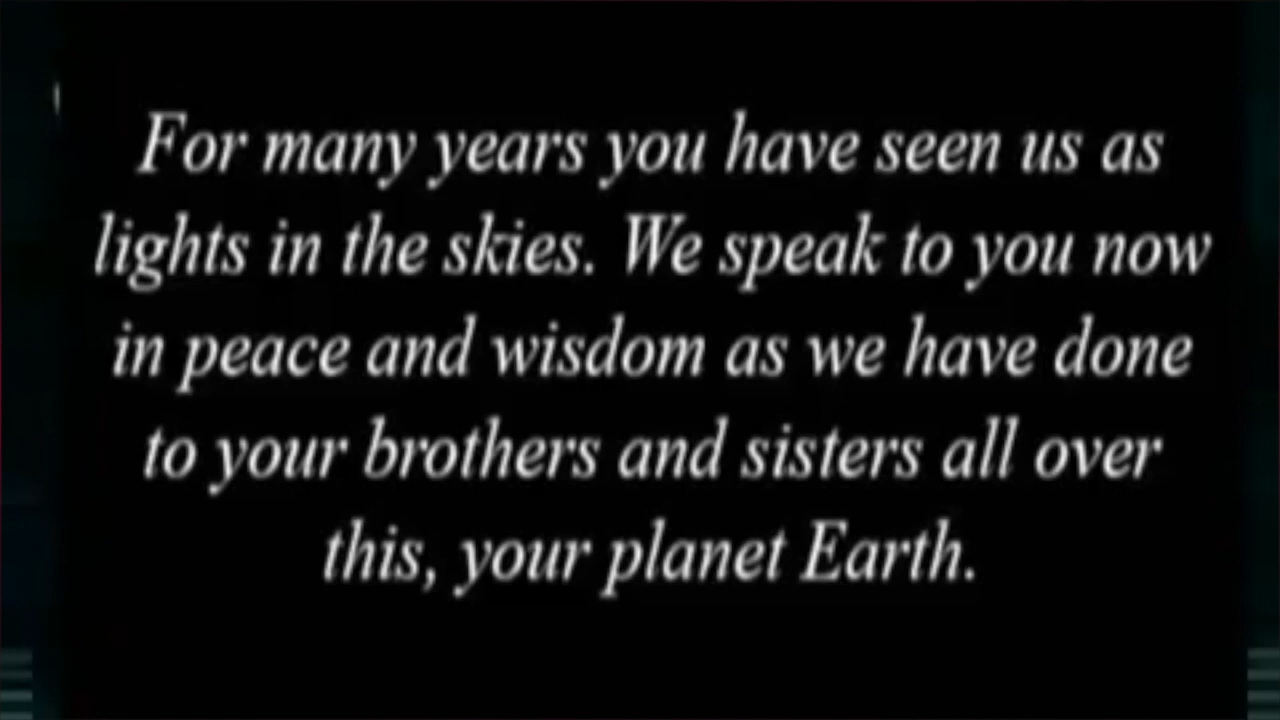 For many years you have seen us as
lights in the skies. We speak to you now
in peace and wisdom as we have done
to your brothers and sisters all over
this, your planet Earth.